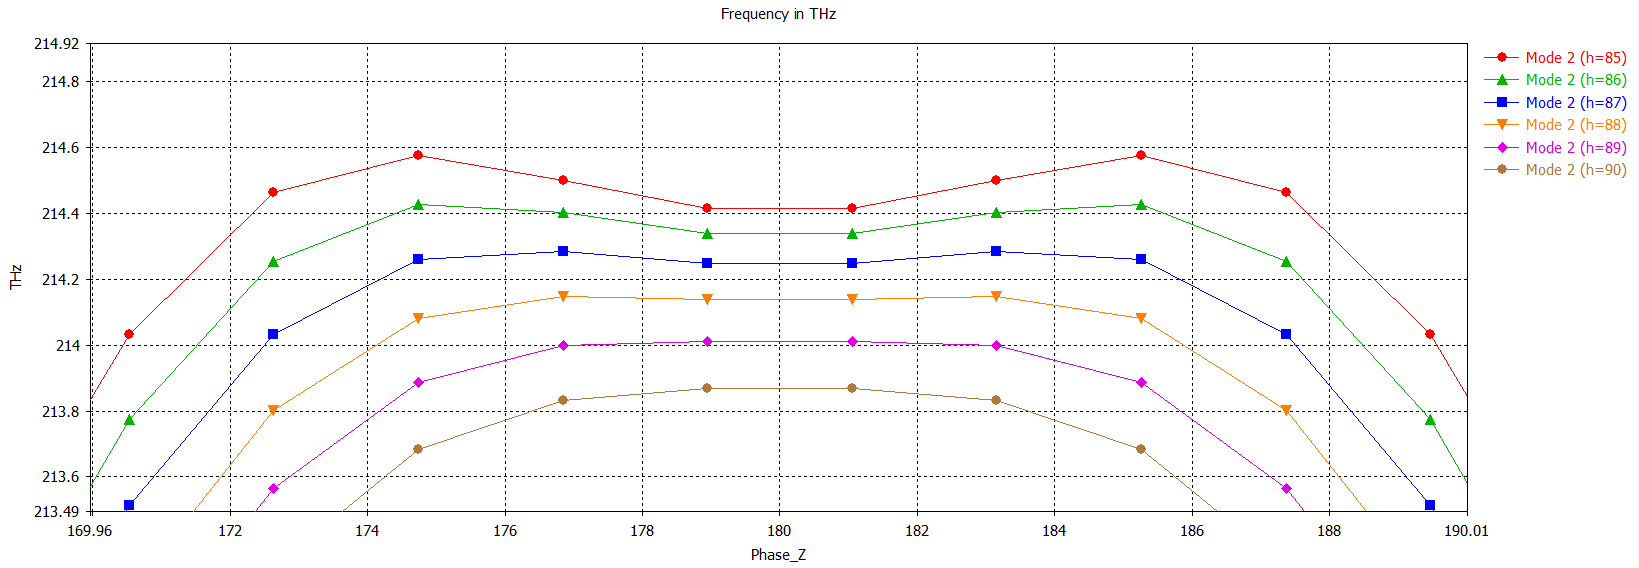 Frequency in THz
214.92
214.8
214.6
214.4
214.2
214
213.8
213.6
213.49
THz
169.96 172 174 176 178 180 182 184 186 188 190.01
Phase_Z
Mode 2 (h=85)
Mode 2 (h=86)
Mode 2 (h=87)
Mode 2 (h=88)
Mode 2 (h=89)
Mode 2 (h=90)